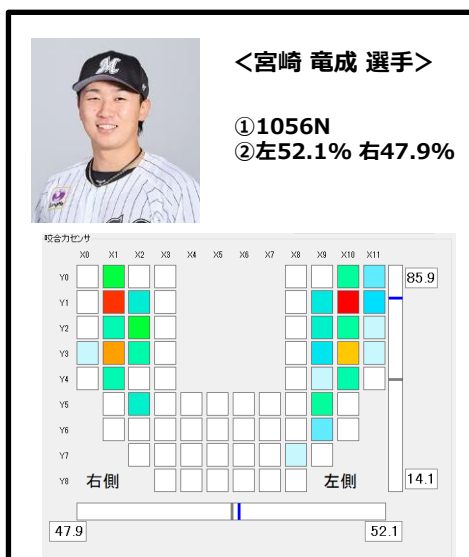 <宮崎 竜成 選手>
①1056N
②左52.1% 右47.9%
咬合力センサ
X0 X1 X2 X3 X4 X5 X6 X7 X8 X9 X10 X11
Y0
85.9
Y1
Y2
Y3
Y4
Y5
Y6
Y7
Y8
右側
左側
14.1
47.9
52.1